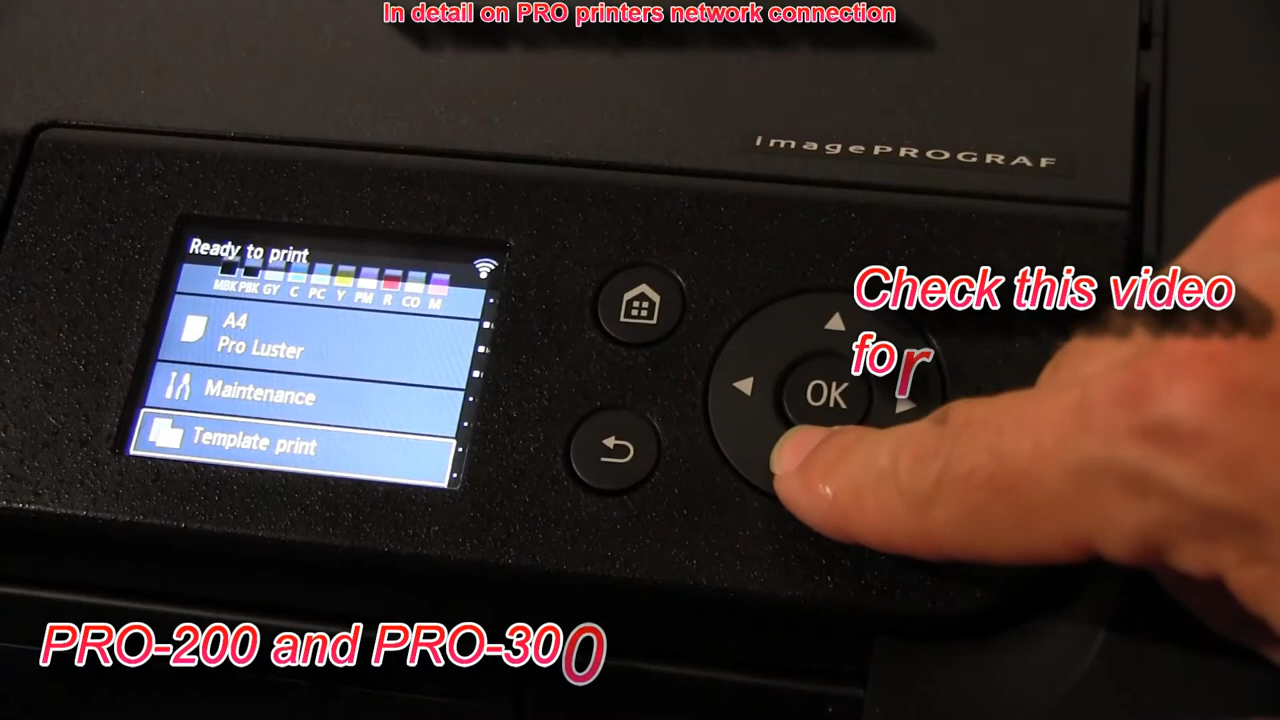 In detail on PRO printers network connection
imagePROGRAF
Ready to print
MBK PBK GY C PC Y PM R CO M
A4
Pro Luster
Maintenance
Template print
OK
Check this video
for
PRO-200 and PRO-300